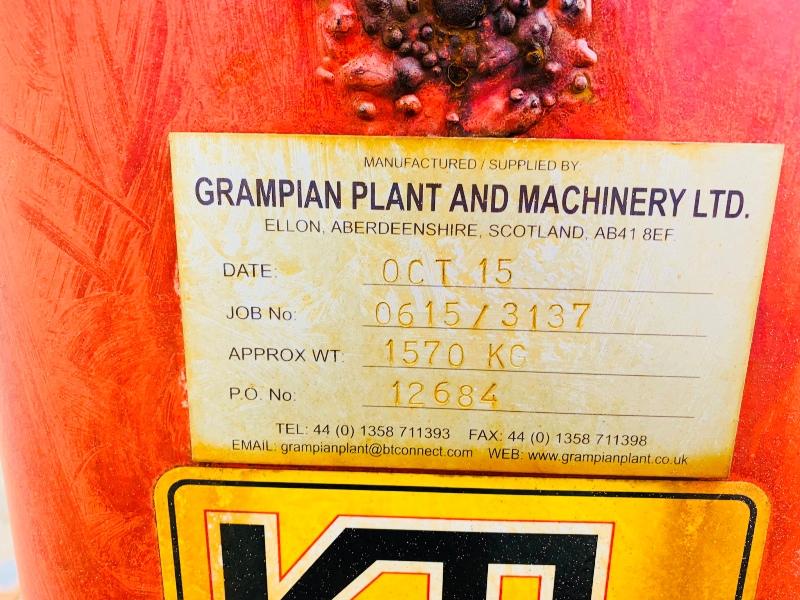 MANUFACTURED / SUPPLIED BY
GRAMPIAN PLANT AND MACHINERY LTD.
ELLON, ABERDEENSHIRE, SCOTLAND, AB41 8EF.
DATE: OCT 15
JOB No: 0615/3137
APPROX WT: 1570 KG
P.O. No: 12684
TEL: 44 (0) 1358 711393 FAX: 44 (0) 1358 711398
EMAIL: grampianplant@btconnect.com WEB: www.grampianplant.co.uk